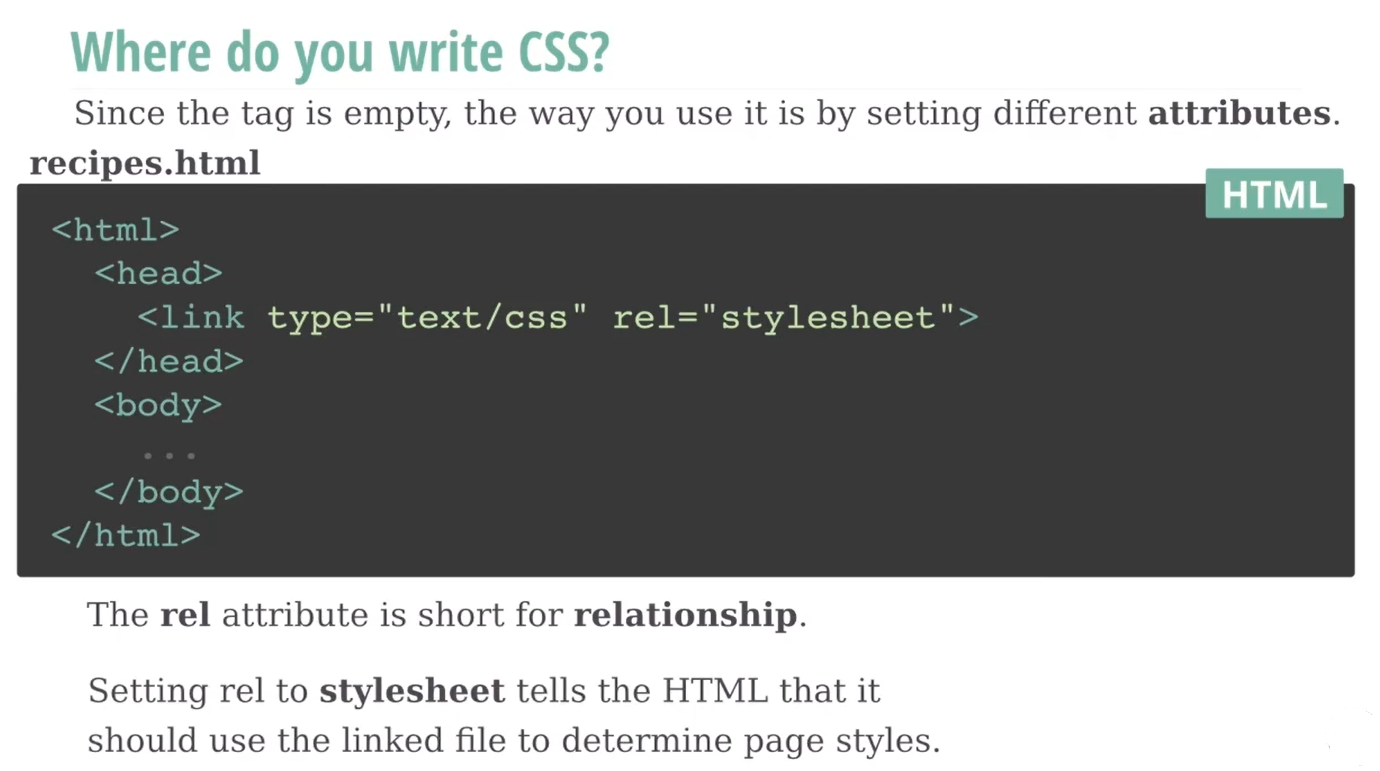 Where do you write CSS?
Since the tag is empty, the way you use it is by setting different attributes.
recipes.html
HTML
<html>
<head>
<link type="text/css" rel="stylesheet">
</head>
<body>
...
</body>
</html>
The rel attribute is short for relationship.
Setting rel to stylesheet tells the HTML that it
should use the linked file to determine page styles.